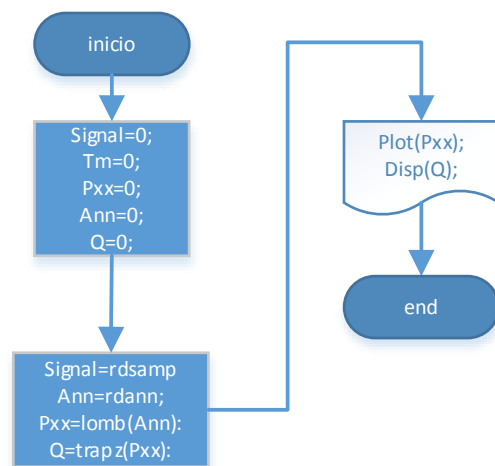 inicio
Signal=0;
Tm=0;
Pxx=0;
Ann=0;
Q=0;
Signal=rdsamp
Ann=rdann;
Pxx=lomb(Ann):
Q=trapz(Pxx):
Plot(Pxx);
Disp(Q);
end